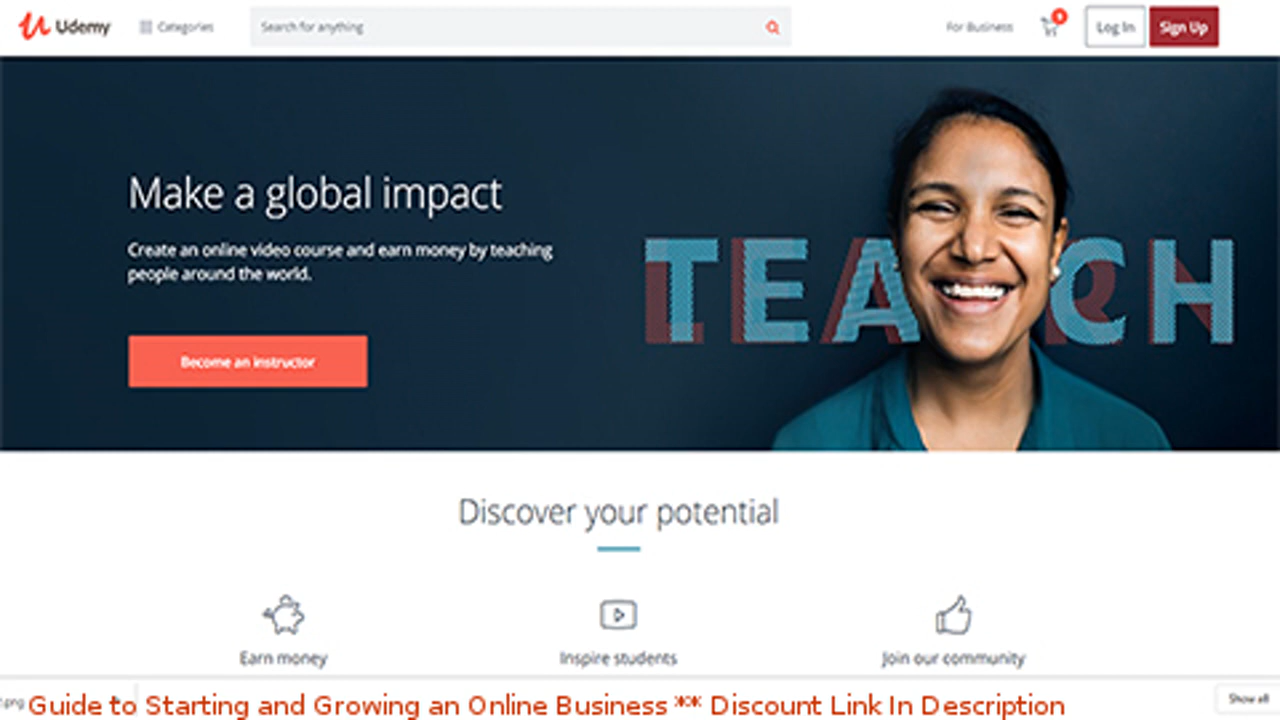 Udemy
Categories
Search for anything
For Business
Log In
Sign Up
Make a global impact
Create an online video course and earn money by teaching
people around the world.
Become an instructor
TEACH
Discover your potential
Earn money
Inspire students
Join our community
.png
Guide to Starting and Growing an Online Business ** Discount Link In Description
Show all